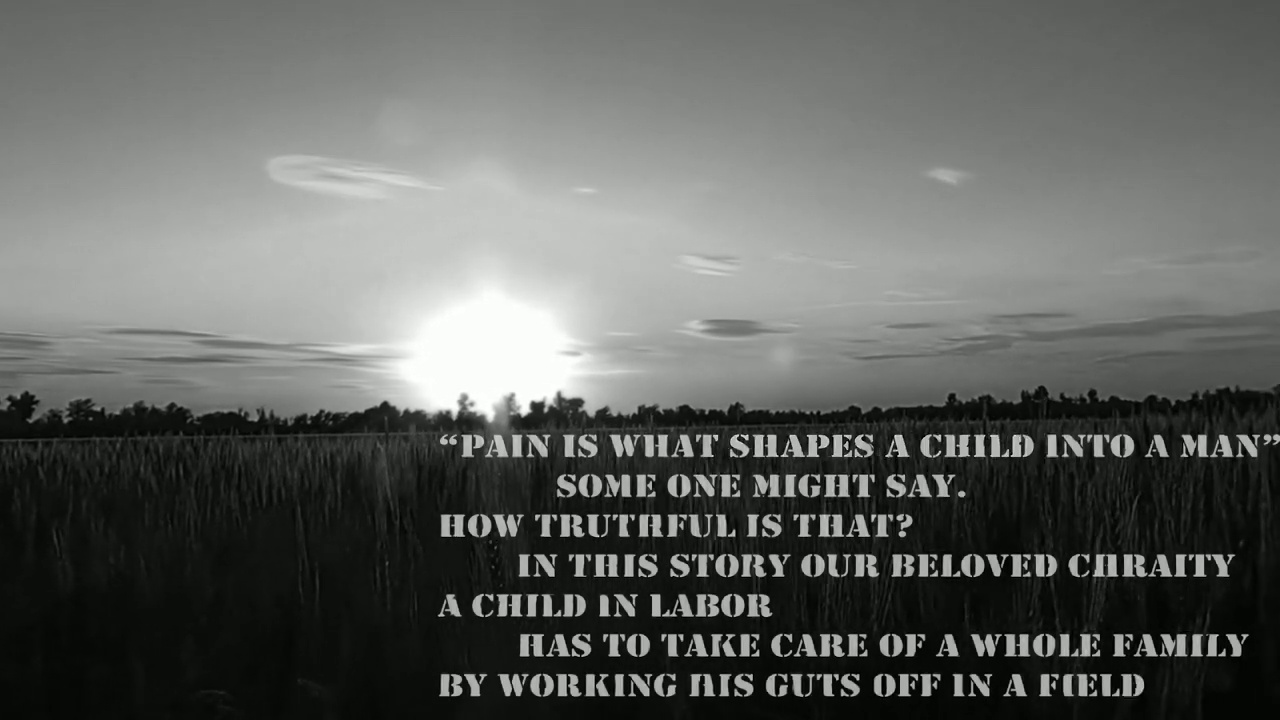 “PAIN IS WHAT SHAPES A CHILD INTO A MAN”
SOME ONE MIGHT SAY.
HOW TRUTHFUL IS THAT?
IN THIS STORY OUR BELOVED CHRAITY
A CHILD IN LABOR
HAS TO TAKE CARE OF A WHOLE FAMILY
BY WORKING HIS GUTS OFF IN A FIELD